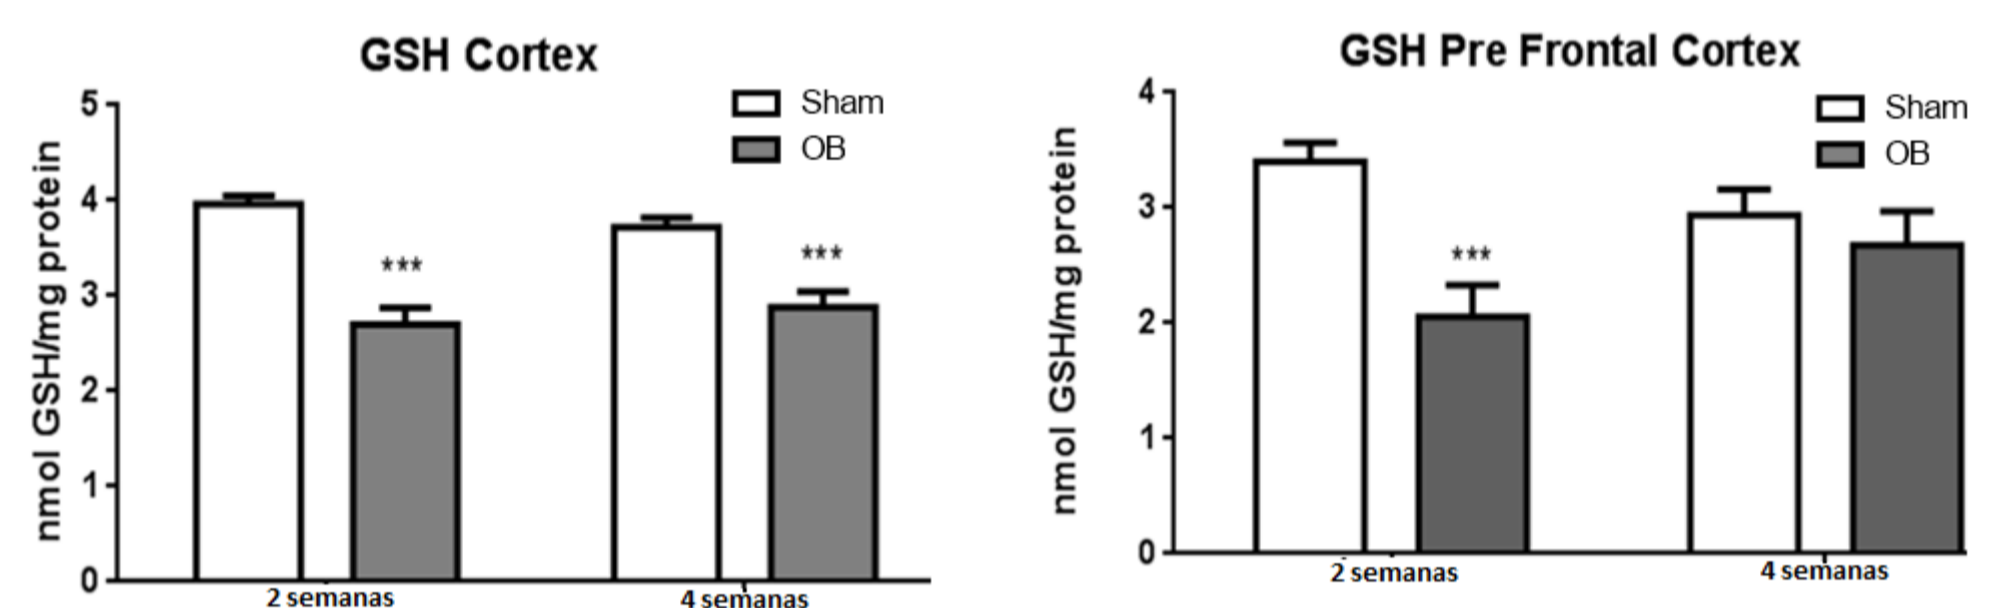 GSH Cortex
Sham
OB
nmol GSH/mg protein
5
4
3
2
1
0
***
***
2 semanas
4 semanas
GSH Pre Frontal Cortex
Sham
OB
nmol GSH/mg protein
4
3
2
1
0
***
2 semanas
4 semanas